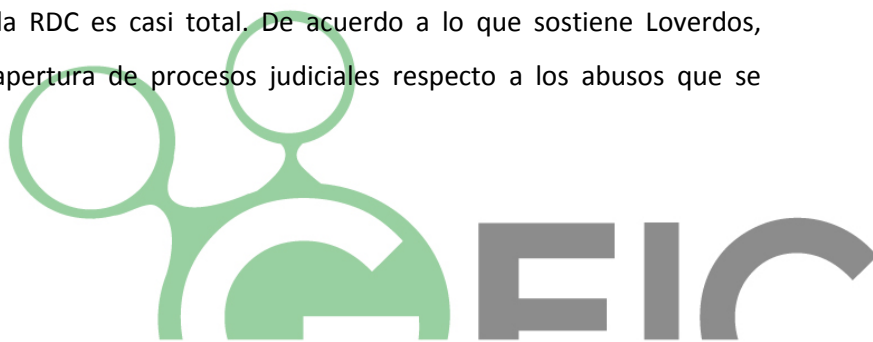 la RDC es casi total. De acuerdo a lo que sostiene Loverdos,
apertura de procesos judiciales respecto a los abusos que se
GEIC